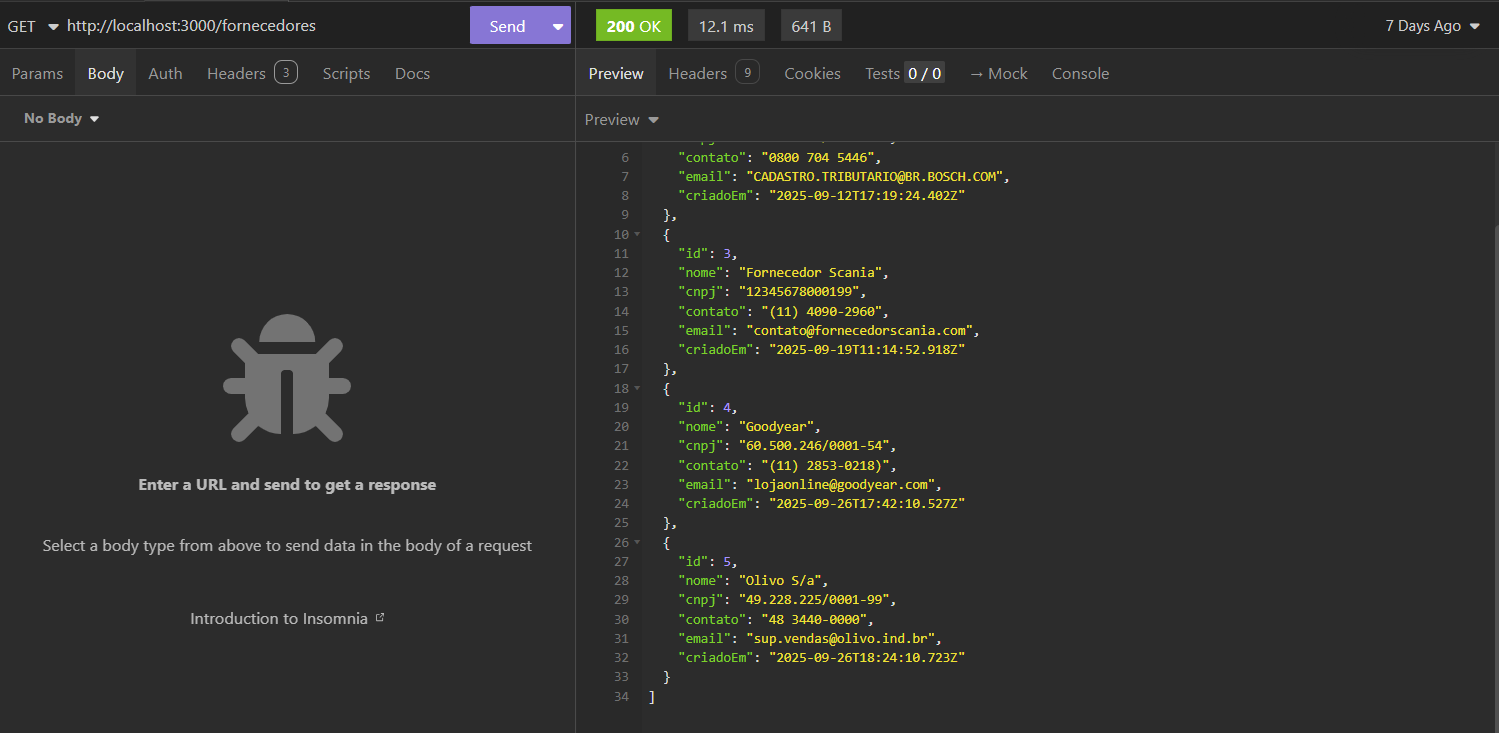 GET http://localhost:3000/fornecedores Send 200 OK 12.1 ms 641 B 7 Days Ago
Params Body Auth Headers 3 Scripts Docs
Preview Headers 9 Cookies Tests 0 / 0 → Mock Console
No Body
Preview
6 "contato": "0800 704 5446",
7 "email": "CADASTRO.TRIBUTARIO@BR.BOSCH.COM",
8 "criadoEm": "2025-09-12T17:19:24.402Z"
9 },
10 {
11 "id": 3,
12 "nome": "Fornecedor Scania",
13 "cnpj": "12345678000199",
14 "contato": "(11) 4090-2960",
15 "email": "contato@fornecedorscania.com",
16 "criadoEm": "2025-09-19T11:14:52.918Z"
17 },
18 {
19 "id": 4,
20 "nome": "Goodyear",
21 "cnpj": "60.500.246/0001-54",
22 "contato": "(11) 2853-0218)",
23 "email": "lojaonline@goodyear.com",
24 "criadoEm": "2025-09-26T17:42:10.527Z"
25 },
26 {
27 "id": 5,
28 "nome": "Olivo S/a",
29 "cnpj": "49.228.225/0001-99",
30 "contato": "48 3440-0000",
31 "email": "sup.vendas@olivo.ind.br",
32 "criadoEm": "2025-09-26T18:24:10.723Z"
33 }
34 ]
Enter a URL and send to get a response
Select a body type from above to send data in the body of a request
Introduction to Insomnia